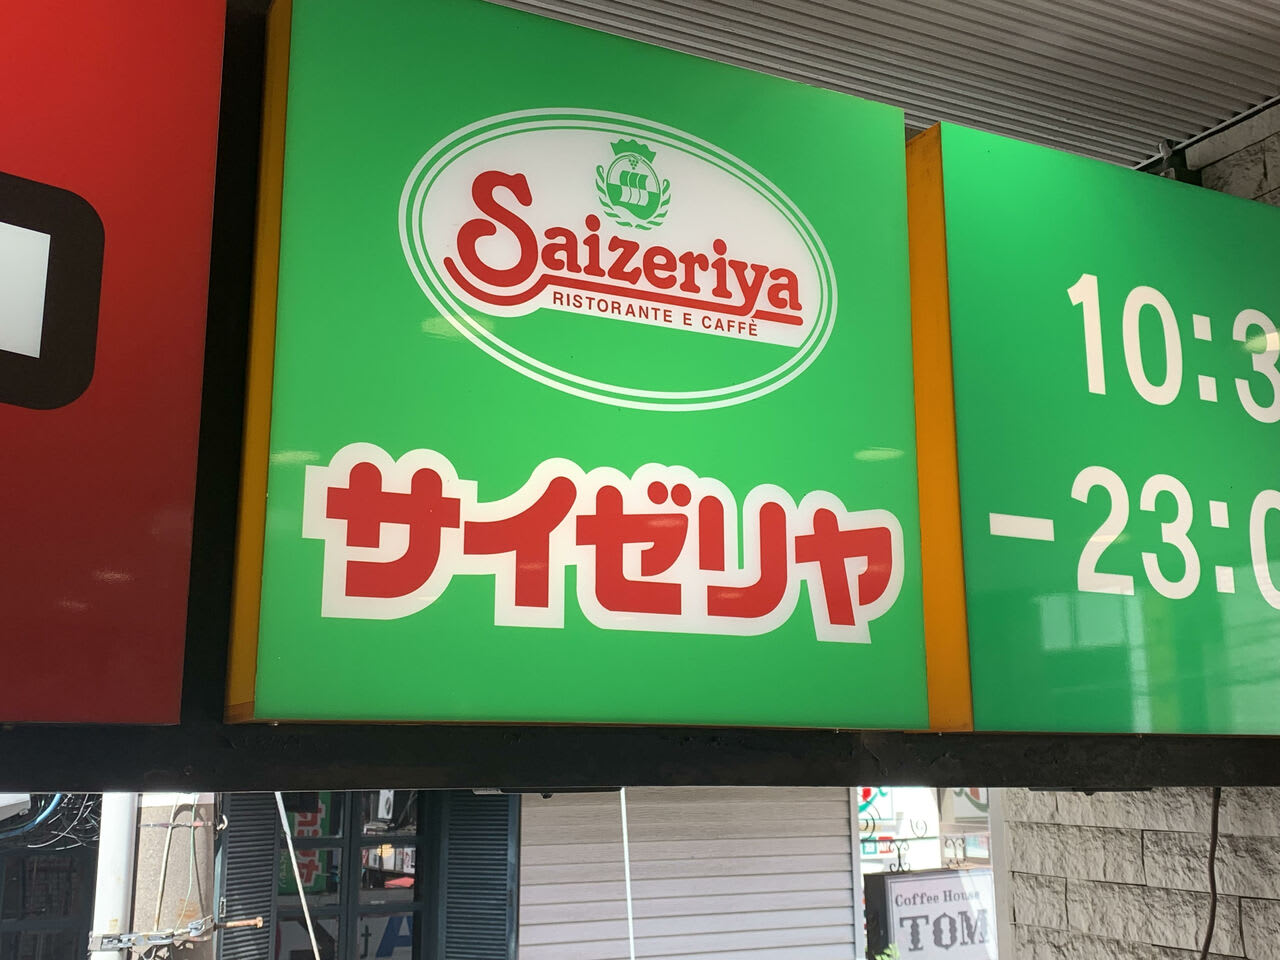 Saizeriya
RISTORANTE E CAFFÈ
サイゼリヤ
10:3
-23:0
Coffee House
TOM